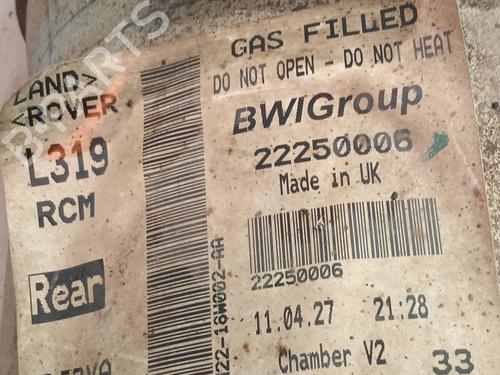 GAS FILLED
DO NOT OPEN - DO NOT HEAT
LAND>
<ROVER
BWIGroup
L319
22250006
RCM
Made in UK
22250006
Rear
11.04.27 21:28
Chamber V2 33